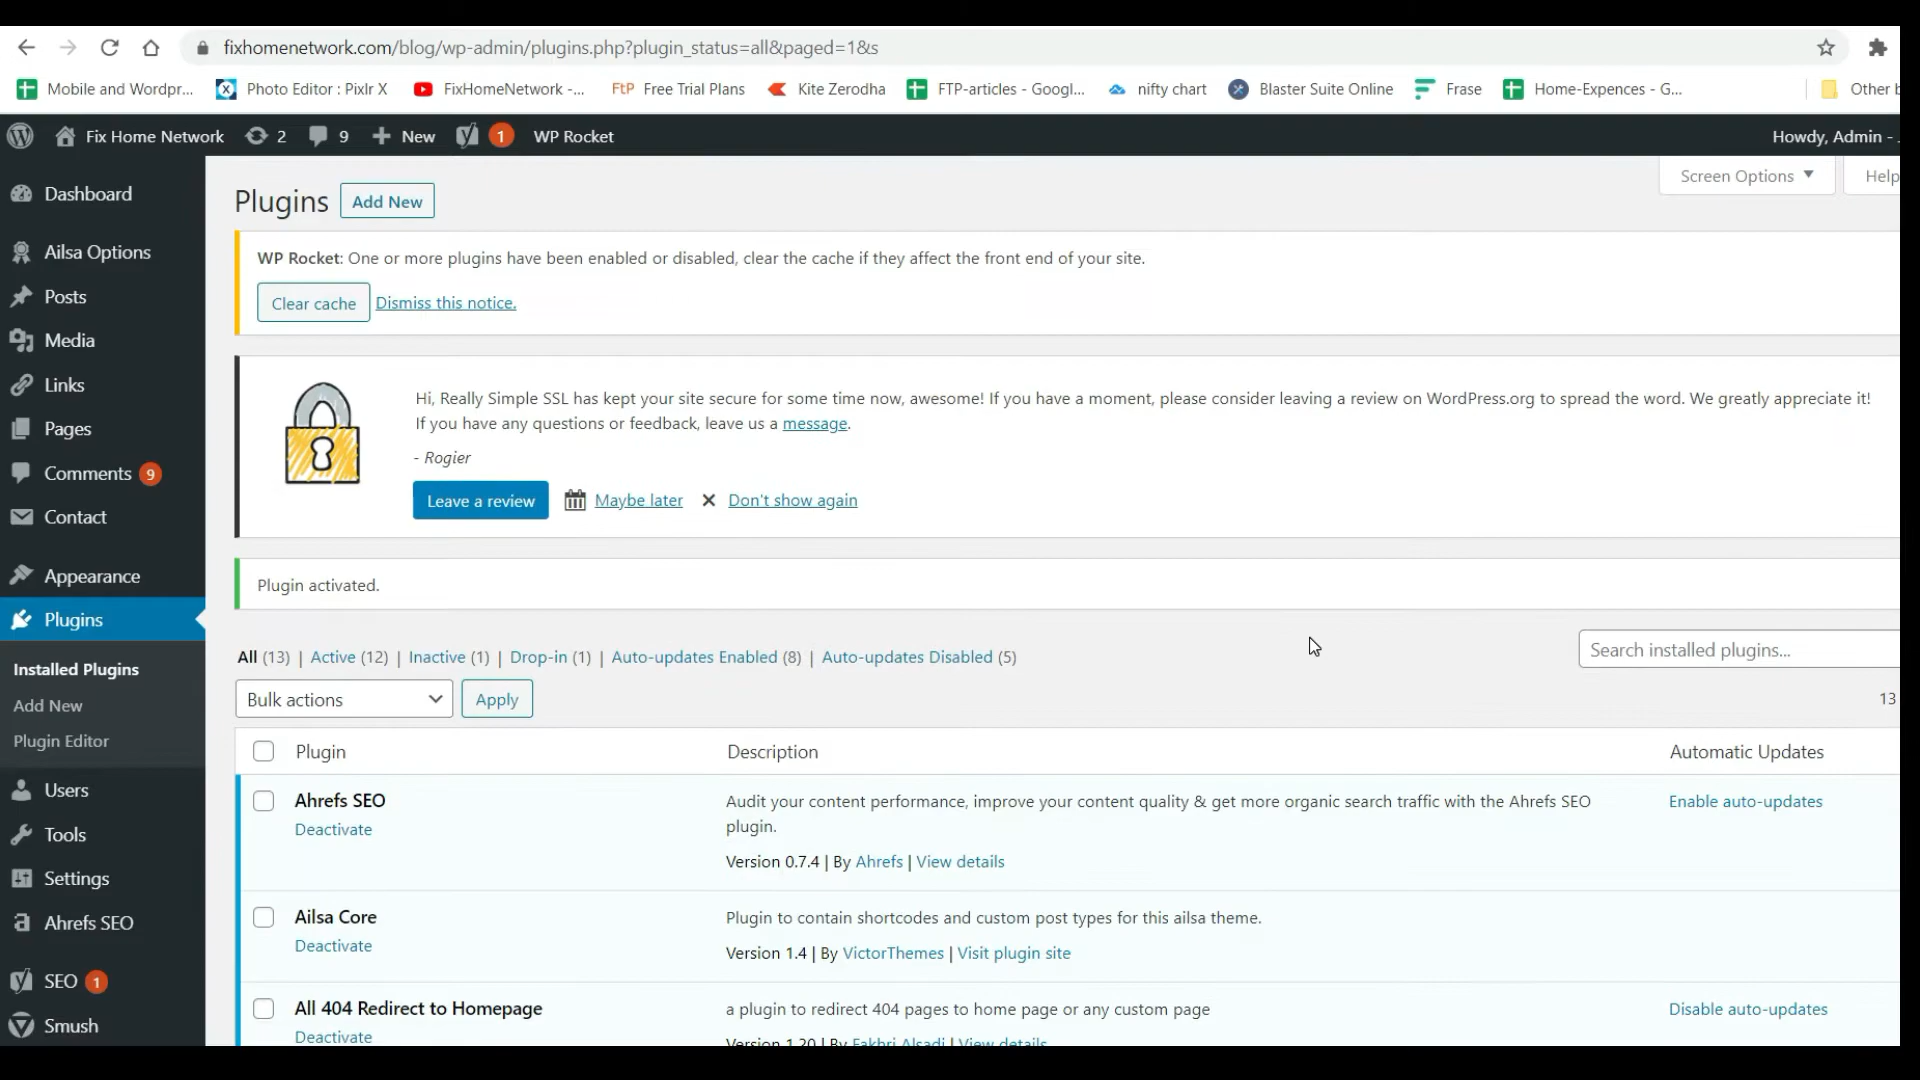 fixhomenetwork.com/blog/wp-admin/plugins.php?plugin_status=all&paged=1&s
Mobile and Wordpr... Photo Editor : Pixlr X FixHomeNetwork -... FtP Free Trial Plans Kite Zerodha FTP-articles - Googl... nifty chart Blaster Suite Online Frase Home-Expences - G... Other b
Fix Home Network 2 9 New 1 WP Rocket Howdy, Admin -
Dashboard
Ailsa Options
Posts
Media
Links
Pages
Comments 9
Contact
Appearance
Plugins
Installed Plugins
Add New
Plugin Editor
Users
Tools
Settings
Ahrefs SEO
SEO 1
Smush
Screen Options Help
Plugins Add New
WP Rocket: One or more plugins have been enabled or disabled, clear the cache if they affect the front end of your site.
Clear cache Dismiss this notice.
Hi, Really Simple SSL has kept your site secure for some time now, awesome! If you have a moment, please consider leaving a review on WordPress.org to spread the word. We greatly appreciate it!
If you have any questions or feedback, leave us a message.
- Rogier
Leave a review Maybe later Don't show again
Plugin activated.
All (13) | Active (12) | Inactive (1) | Drop-in (1) | Auto-updates Enabled (8) | Auto-updates Disabled (5)
Search installed plugins...
Bulk actions Apply 13
Plugin Description Automatic Updates
Ahrefs SEO Audit your content performance, improve your content quality & get more organic search traffic with the Ahrefs SEO Enable auto-updates
Deactivate plugin.
Version 0.7.4 | By Ahrefs | View details
Ailsa Core Plugin to contain shortcodes and custom post types for this ailsa theme.
Deactivate Version 1.4 | By VictorThemes | Visit plugin site
All 404 Redirect to Homepage a plugin to redirect 404 pages to home page or any custom page Disable auto-updates
Deactivate Version 1.20 | By Fakhri Alsadi | View details